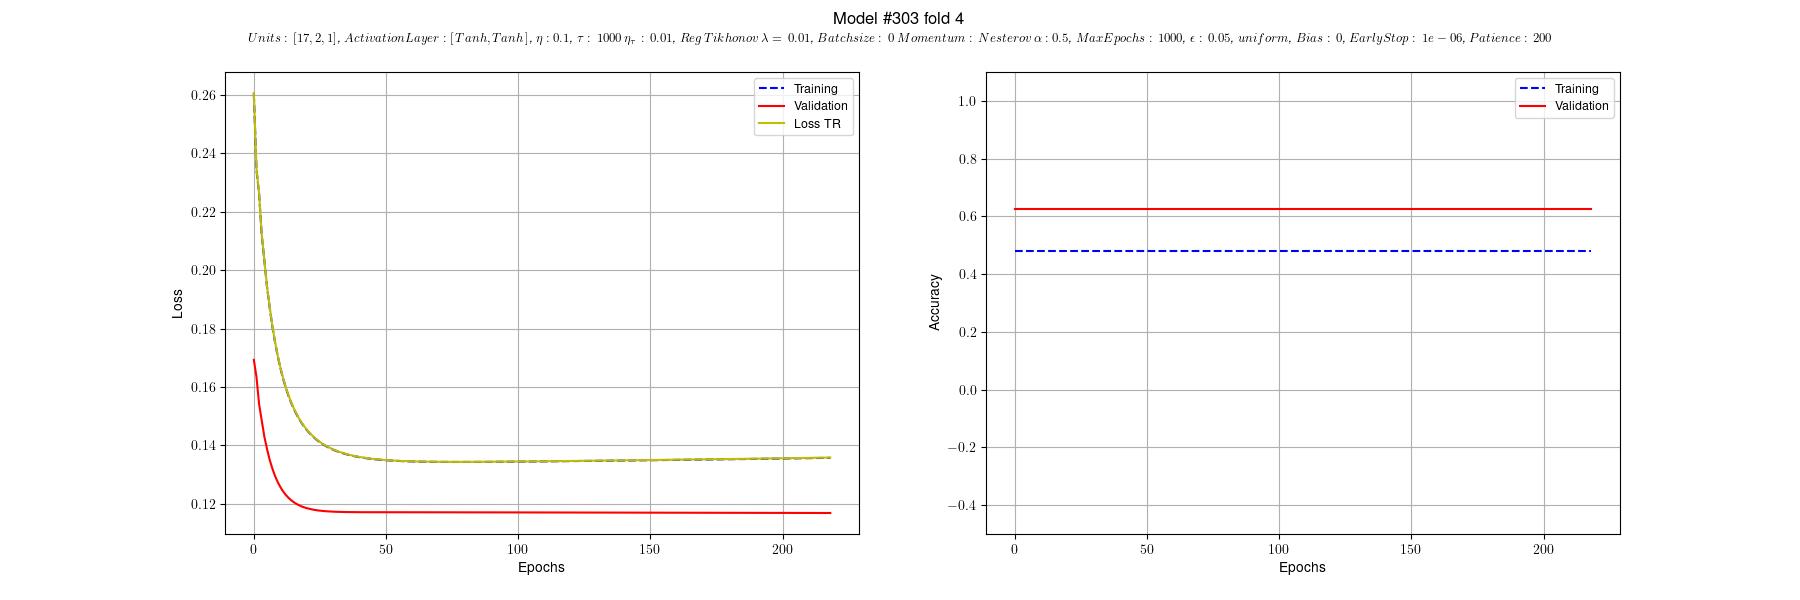 Model #303 fold 4
Units : [17, 2, 1], ActivationLayer : [Tanh, Tanh], η : 0.1, τ : 1000 η_τ : 0.01, Reg Tikhonov λ = 0.01, Batchsize : 0 Momentum : Nesterov α : 0.5, MaxEpochs : 1000, ϵ : 0.05, uniform, Bias : 0, EarlyStop : 1e − 06, Patience : 200
Training
Validation
Loss TR
0.26
0.24
0.22
0.20
0.18
0.16
0.14
0.12
Loss
0
50
100
150
200
Epochs
Training
Validation
1.0
0.8
0.6
0.4
0.2
0.0
−0.2
−0.4
Accuracy
0
50
100
150
200
Epochs